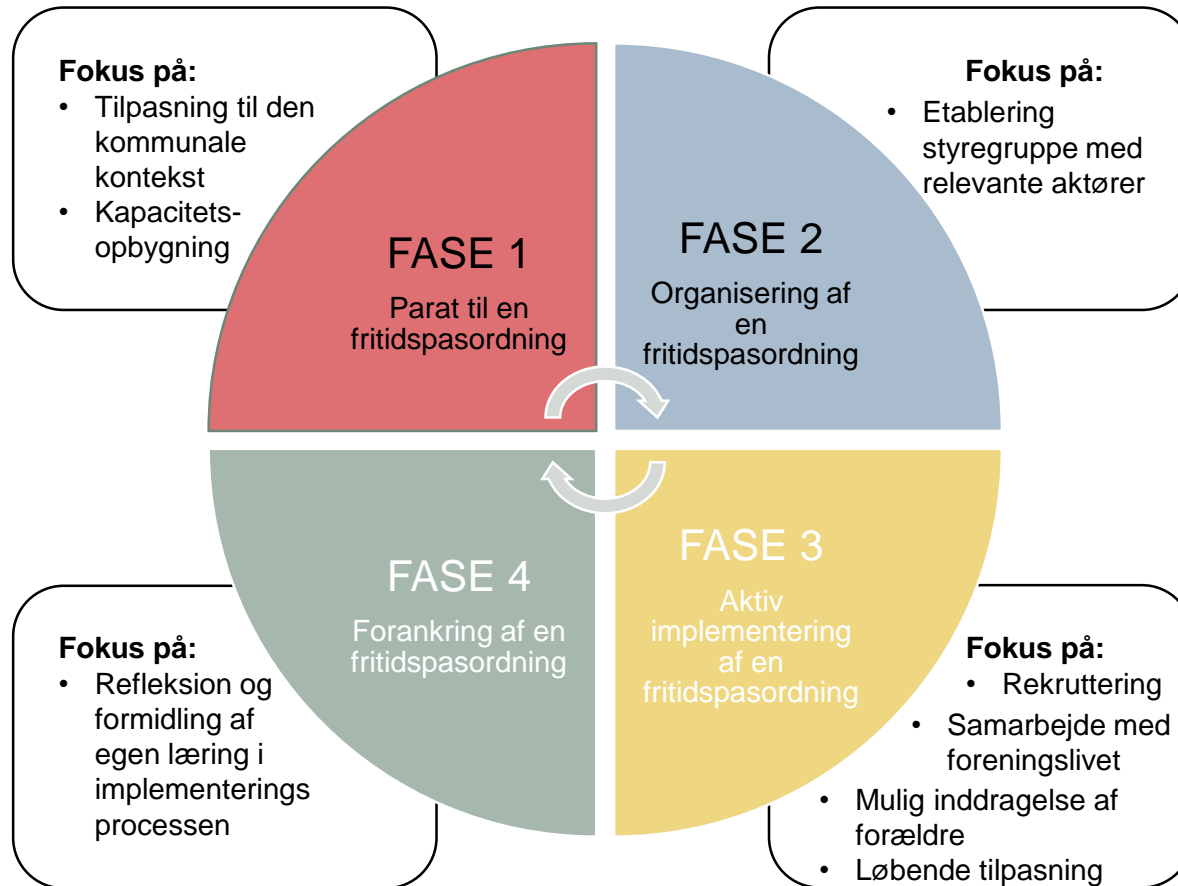 Fokus på:
• Tilpasning til den
kommunale
kontekst
• Kapacitets-
opbygning
FASE 1
Parat til en
fritidspasordning
Fokus på:
• Etablering
styregruppe med
relevante aktører
FASE 2
Organisering af
en
fritidspasordning
FASE 3
Aktiv
implementering
af en
fritidspasordning
Fokus på:
• Rekruttering
• Samarbejde med
foreningslivet
• Mulig inddragelse af
forældre
• Løbende tilpasning
FASE 4
Forankring af en
fritidspasordning
Fokus på:
• Refleksion og
formidling af
egen læring i
implementerings
processen